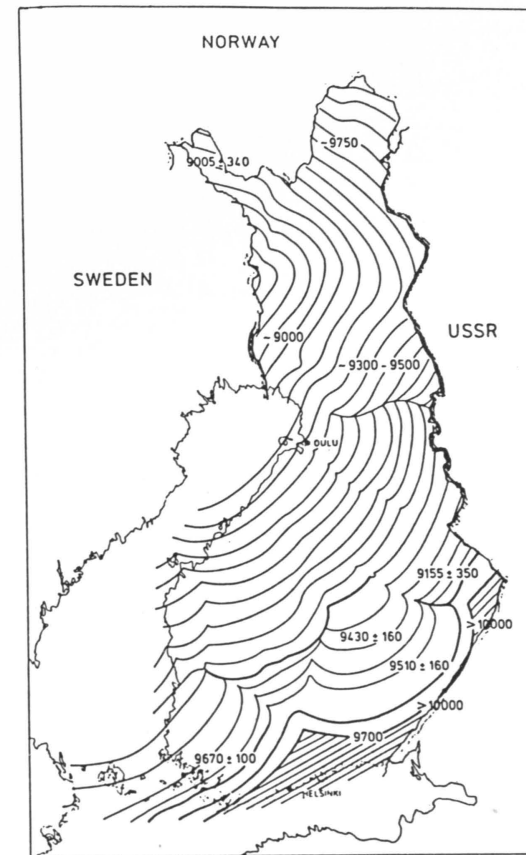 NORWAY
~9750
9005 ± 340
SWEDEN
USSR
~9000
~9300 ~9500
OULU
9155 ± 350
> 10000
9430 ± 160
9510 ± 160
> 10000
9700
9670 ± 100
HELSINKI